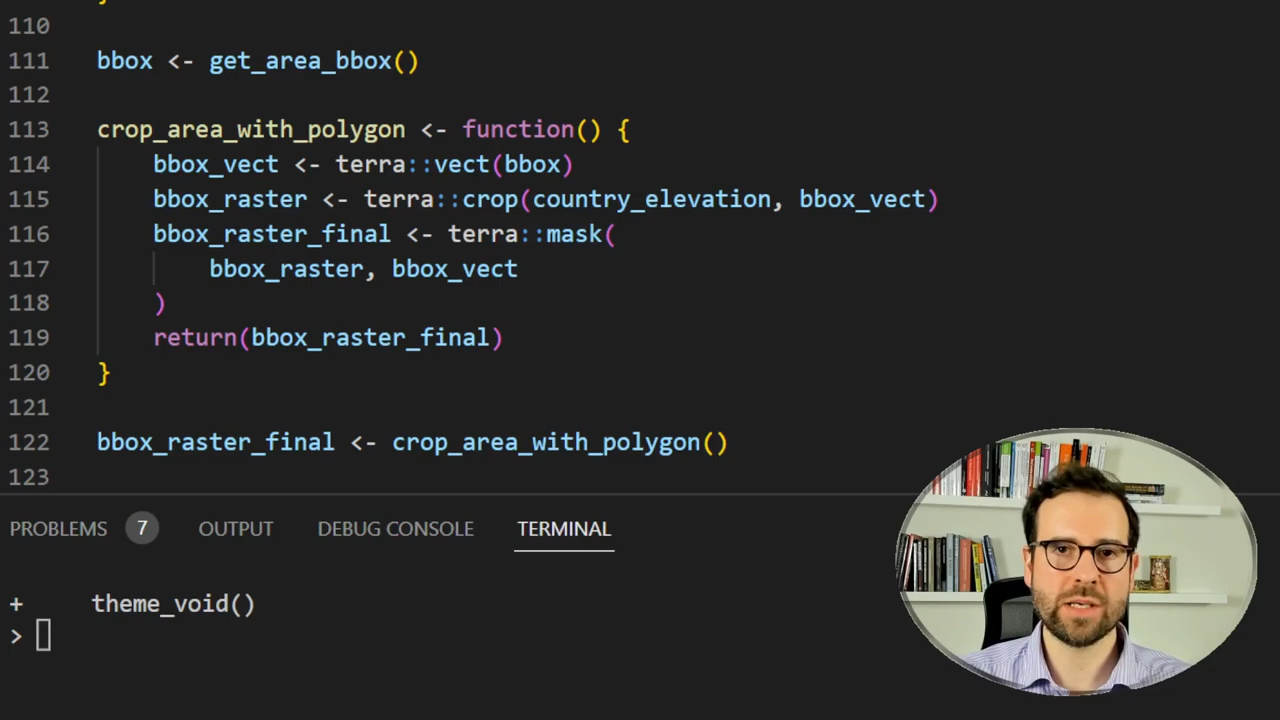 110
111 bbox <- get_area_bbox()
112
113 crop_area_with_polygon <- function() {
114 bbox_vect <- terra::vect(bbox)
115 bbox_raster <- terra::crop(country_elevation, bbox_vect)
116 bbox_raster_final <- terra::mask(
117 bbox_raster, bbox_vect
118 )
119 return(bbox_raster_final)
120 }
121
122 bbox_raster_final <- crop_area_with_polygon()
123
PROBLEMS 7 OUTPUT DEBUG CONSOLE TERMINAL
+ theme_void()
>